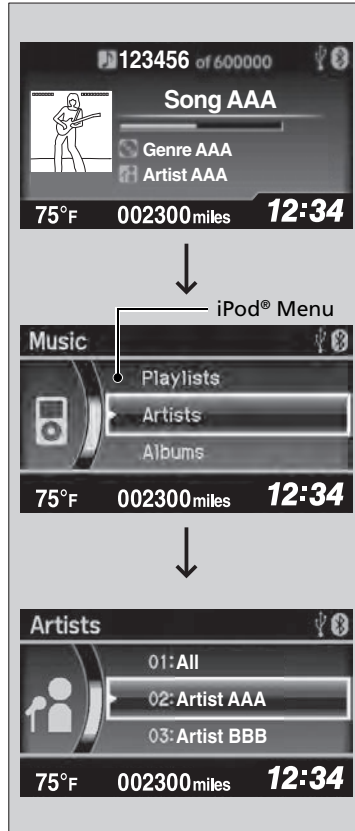 123456 of 600000
Song AAA
Genre AAA
Artist AAA
75°F 002300 miles 12:34
iPod® Menu
Music
Playlists
Artists
Albums
75°F 002300 miles 12:34
Artists
01:All
02:Artist AAA
03:Artist BBB
75°F 002300 miles 12:34